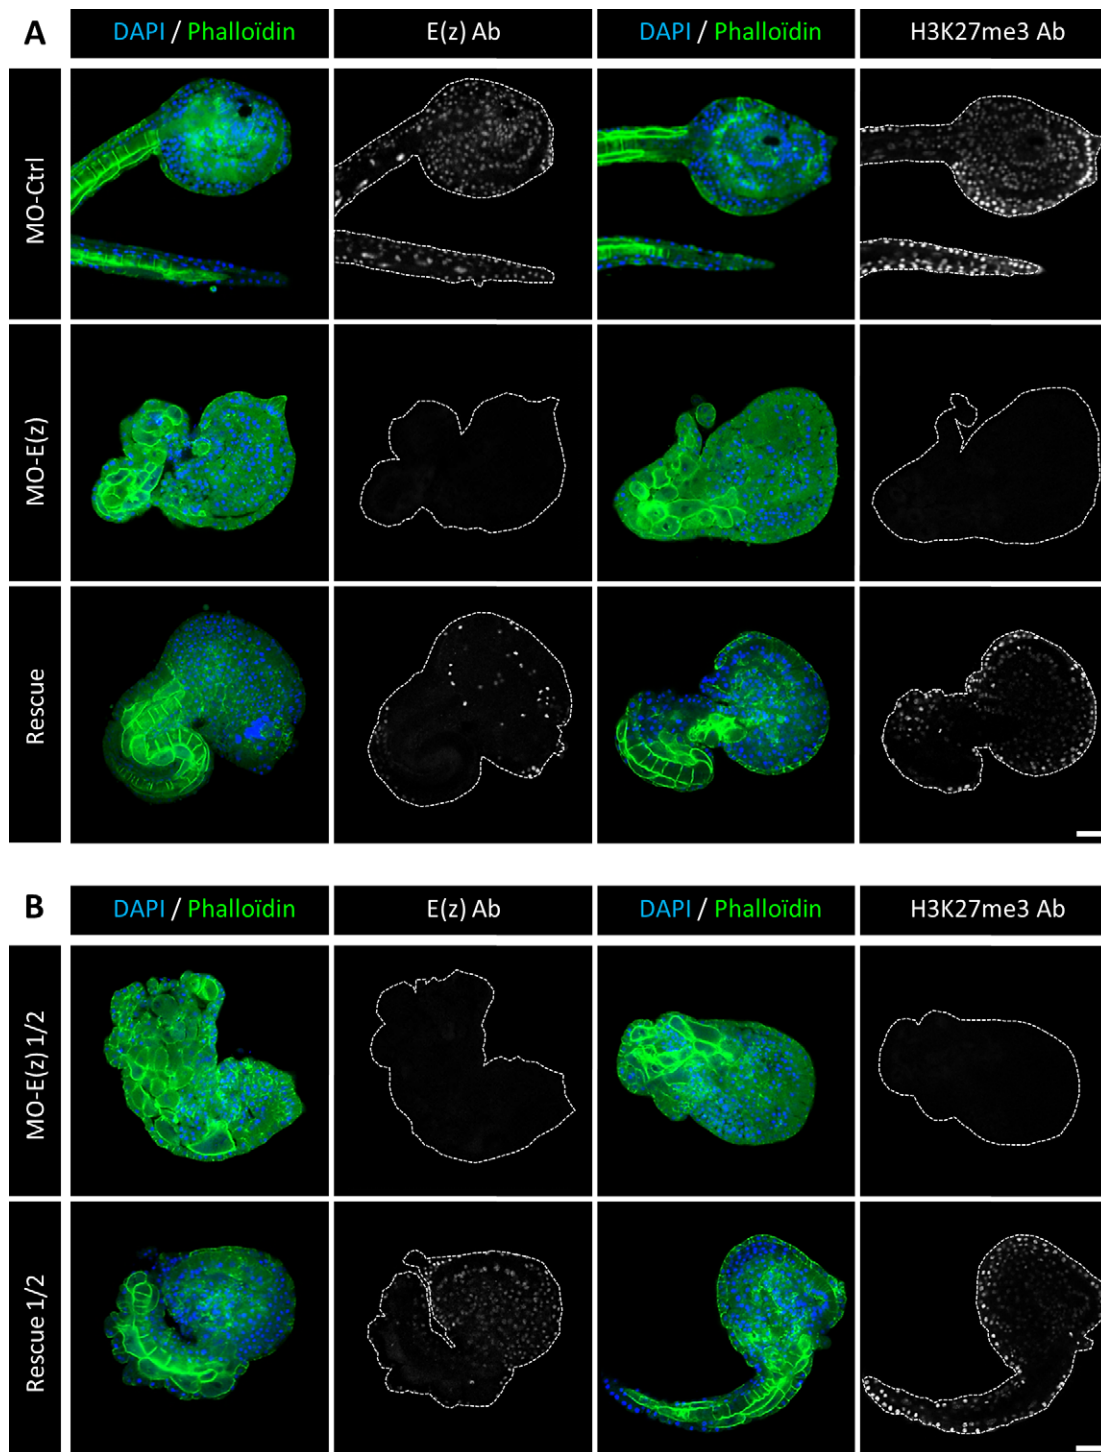 A
DAPI / Phalloïdin
E(z) Ab
DAPI / Phalloïdin
H3K27me3 Ab
MO-Ctrl
MO-E(z)
Rescue
B
DAPI / Phalloïdin
E(z) Ab
DAPI / Phalloïdin
H3K27me3 Ab
MO-E(z) 1/2
Rescue 1/2